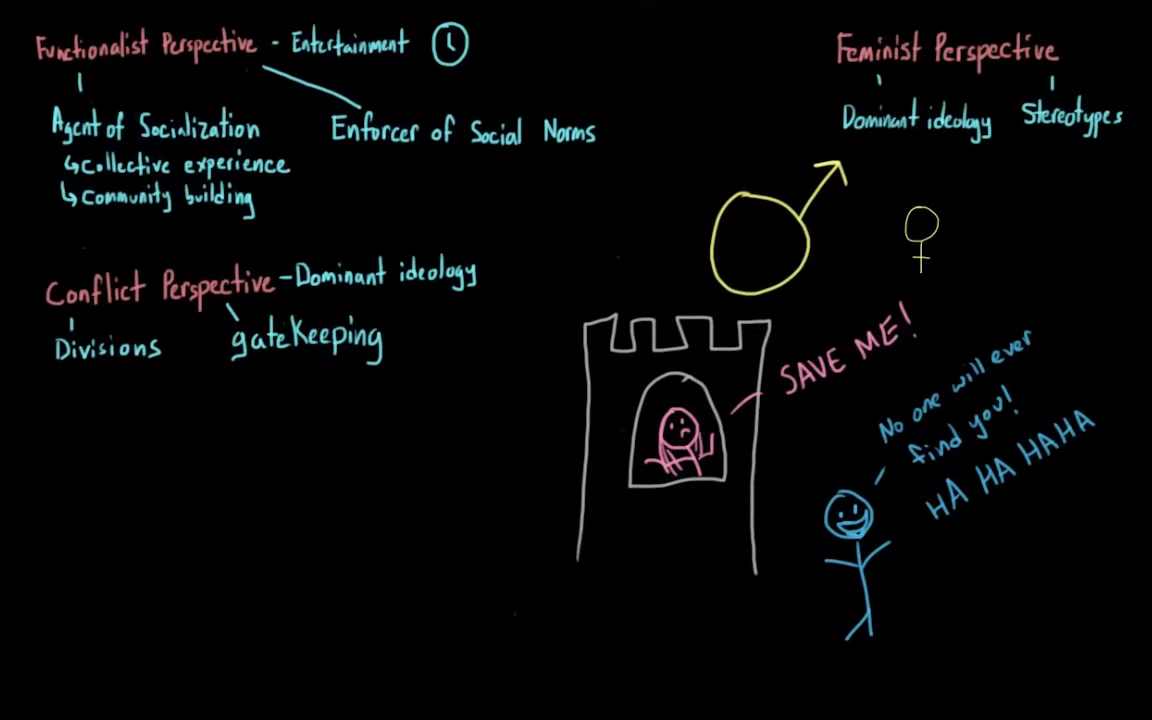 Functionalist Perspective - Entertainment
Agent of Socialization
↳ collective experience
↳ community building
Enforcer of Social Norms
Conflict Perspective - Dominant ideology
Divisions
gatekeeping
Feminist Perspective
Dominant ideology
Stereotypes
SAVE ME!
No one will ever
find you!
HA HA HAHA